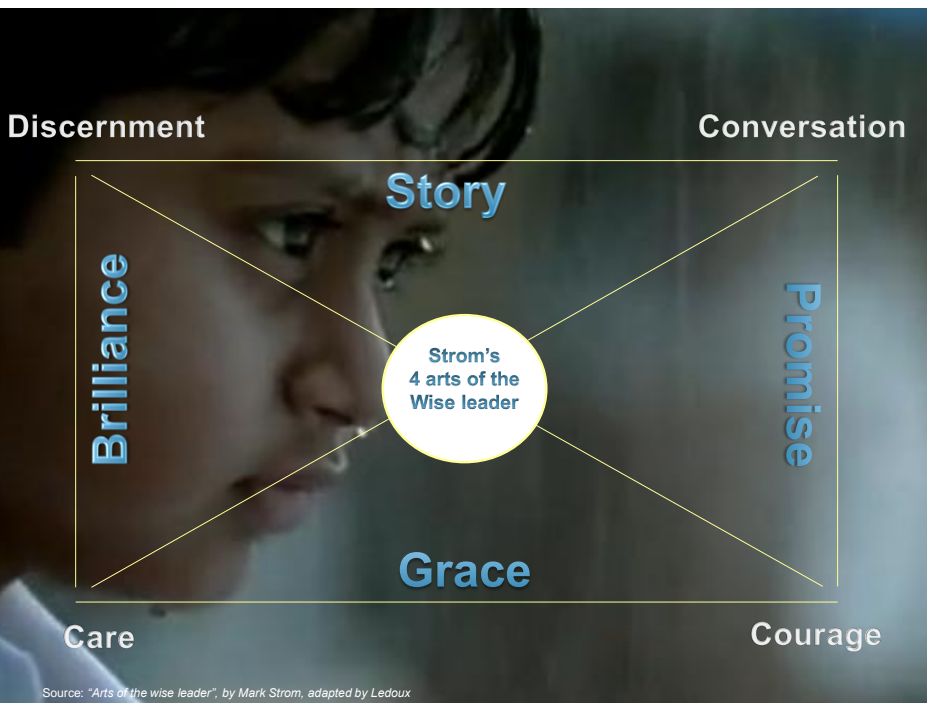 Discernment
Conversation
Story
Brilliance
Promise
Strom's
4 arts of the
Wise leader
Grace
Care
Courage
Source: "Arts of the wise leader", by Mark Strom, adapted by Ledoux